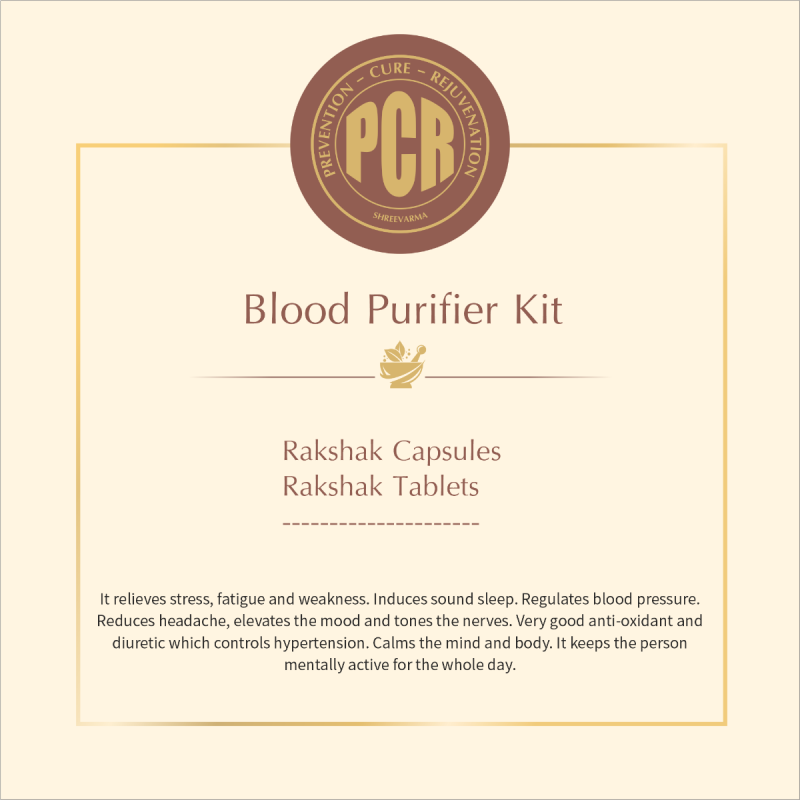 PREVENTION – CURE – REJUVENATION
PCR
SHREEVARMA
Blood Purifier Kit
Rakshak Capsules
Rakshak Tablets
---------------------
It relieves stress, fatigue and weakness. Induces sound sleep. Regulates blood pressure.
Reduces headache, elevates the mood and tones the nerves. Very good anti-oxidant and
diuretic which controls hypertension. Calms the mind and body. It keeps the person
mentally active for the whole day.